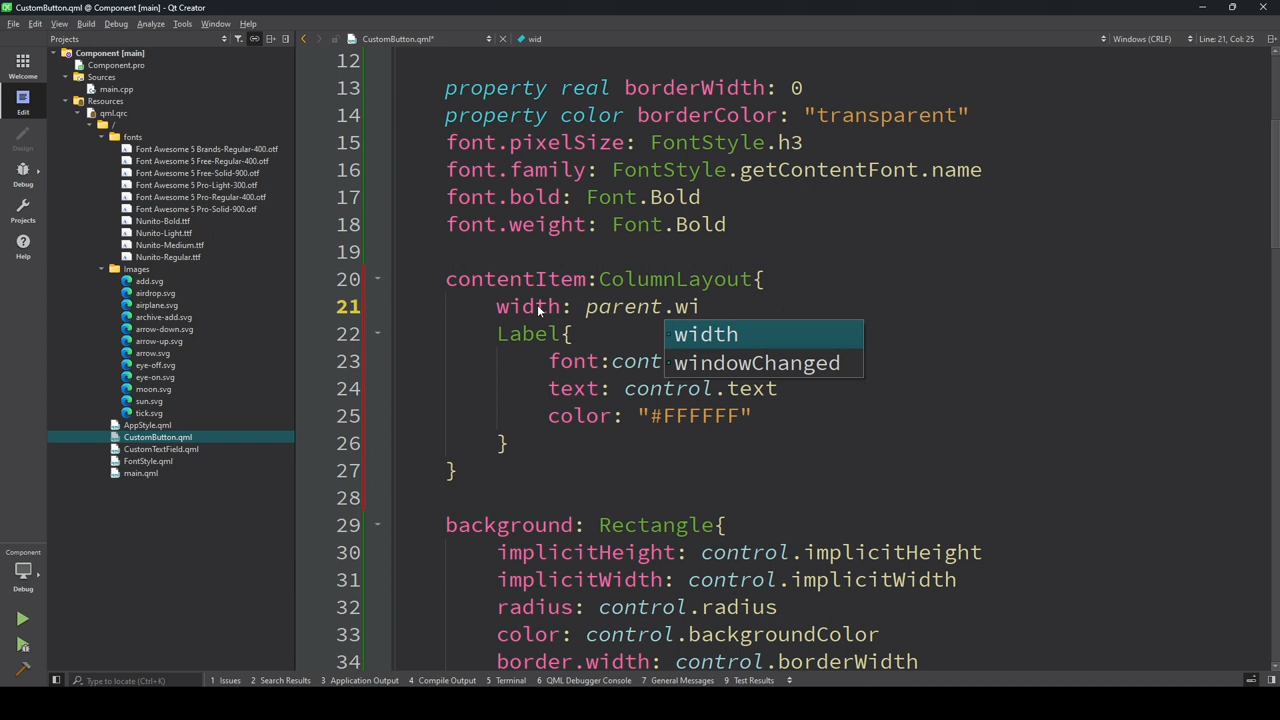 CustomButton.qml @ Component [main] - Qt Creator
File Edit View Build Debug Analyze Tools Window Help
Projects CustomButton.qml* wid Windows (CRLF) Line: 21, Col: 25
Welcome
Edit
Design
Debug
Projects
Help
Component
Debug
Component [main]
Component.pro
Sources
main.cpp
Resources
qml.qrc
/
fonts
Font Awesome 5 Brands-Regular-400.otf
Font Awesome 5 Free-Regular-400.otf
Font Awesome 5 Free-Solid-900.otf
Font Awesome 5 Pro-Light-300.otf
Font Awesome 5 Pro-Regular-400.otf
Font Awesome 5 Pro-Solid-900.otf
Nunito-Bold.ttf
Nunito-Light.ttf
Nunito-Medium.ttf
Nunito-Regular.ttf
Images
add.svg
airdrop.svg
airplane.svg
archive-add.svg
arrow-down.svg
arrow-up.svg
arrow.svg
eye-off.svg
eye-on.svg
moon.svg
sun.svg
tick.svg
AppStyle.qml
CustomButton.qml
CustomTextField.qml
FontStyle.qml
main.qml
12
13 property real borderWidth: 0
14 property color borderColor: "transparent"
15 font.pixelSize: FontStyle.h3
16 font.family: FontStyle.getContentFont.name
17 font.bold: Font.Bold
18 font.weight: Font.Bold
19
20 contentItem:ColumnLayout{
21 width: parent.wi
22 Label{
width
23 font:cont
windowChanged
24 text: control.text
25 color: "#FFFFFF"
26 }
27 }
28
29 background: Rectangle{
30 implicitHeight: control.implicitHeight
31 implicitWidth: control.implicitWidth
32 radius: control.radius
33 color: control.backgroundColor
34 border.width: control.borderWidth
Type to locate (Ctrl+K) 1 Issues 2 Search Results 3 Application Output 4 Compile Output 5 Terminal 6 QML Debugger Console 7 General Messages 9 Test Results